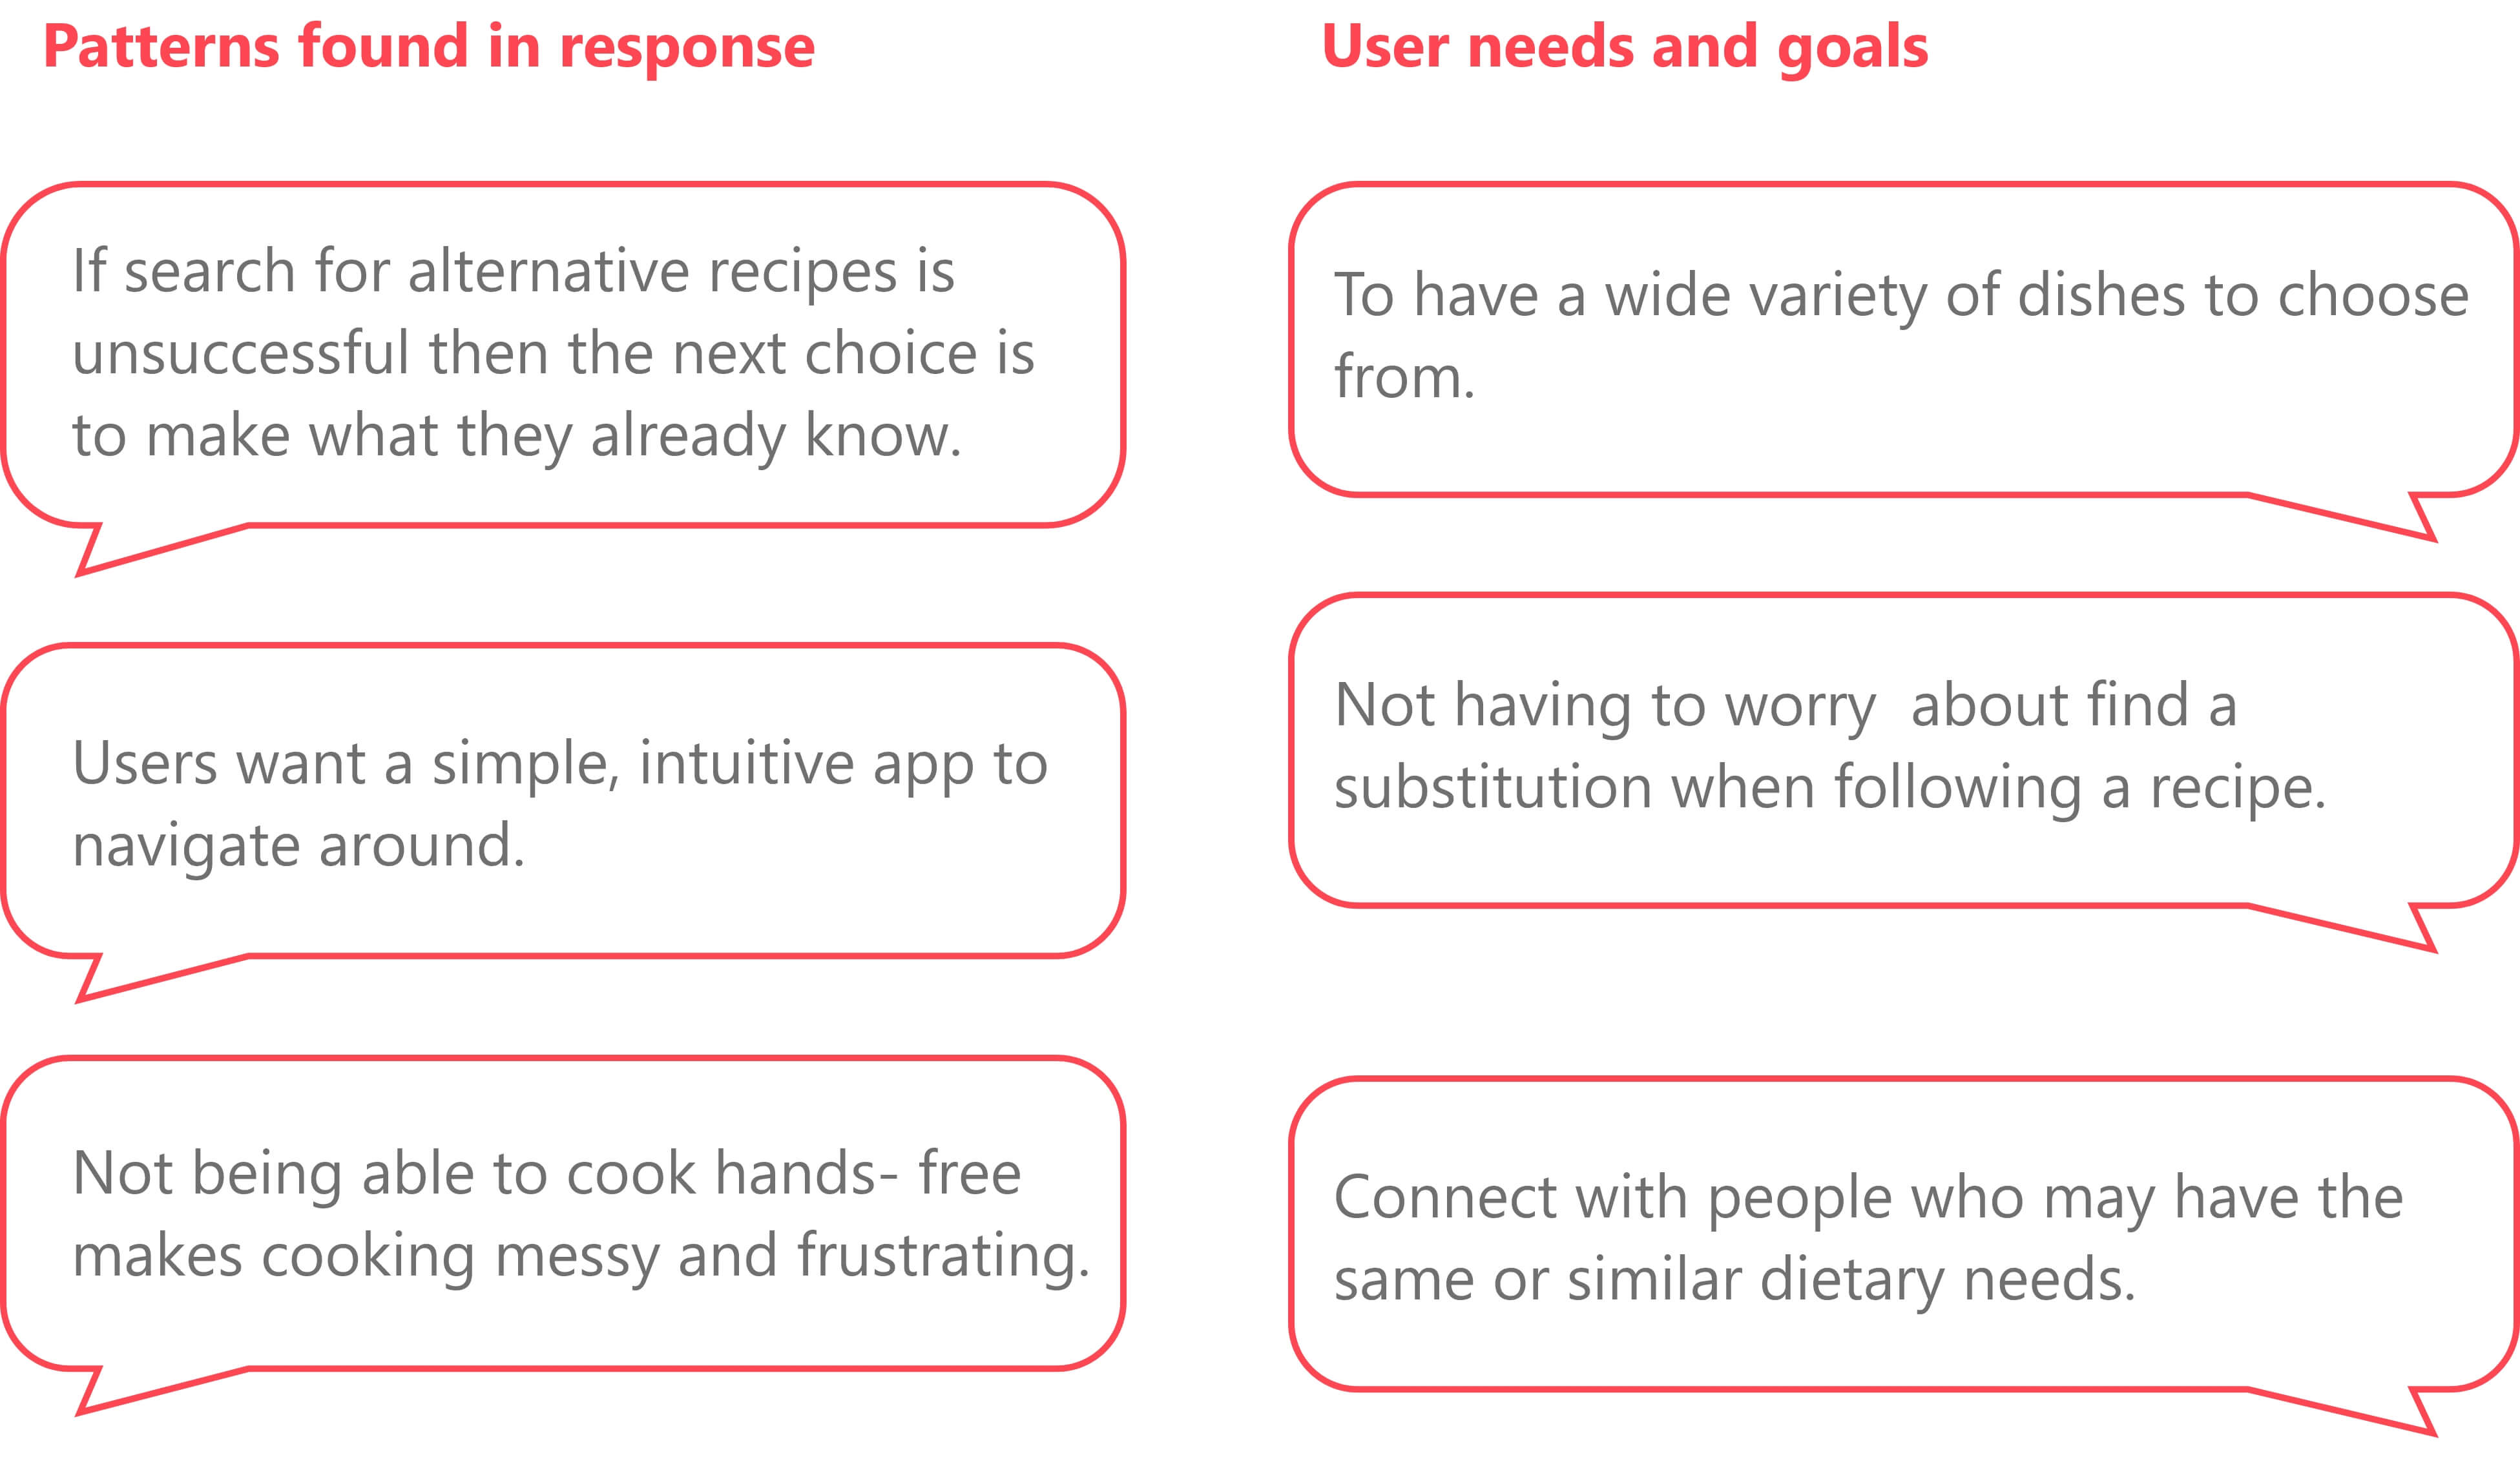 Patterns found in response
If search for alternative recipes is
unsuccessful then the next choice is
to make what they already know.
Users want a simple, intuitive app to
navigate around.
Not being able to cook hands- free
makes cooking messy and frustrating.
User needs and goals
To have a wide variety of dishes to choose
from.
Not having to worry  about find a
substitution when following a recipe.
Connect with people who may have the
same or similar dietary needs.